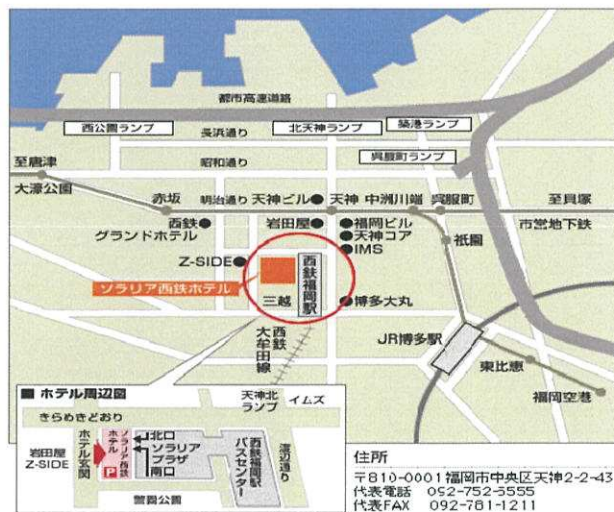 都市高速道路
西公園ランプ
長浜通り
北天神ランプ
築港ランプ
呉服町ランプ
昭和通り
至唐津
大濠公園
赤坂
明治通り
天神ビル
天神
中洲川端
呉服町
至貝塚
市営地下鉄
西鉄
グランドホテル
岩田屋
福岡ビル
天神コア
IMS
祇園
Z-SIDE
ソラリア西鉄ホテル
三越
西鉄福岡駅
博多大丸
西鉄
大牟田線
JR博多駅
東比恵
福岡空港
■ ホテル周辺図
天神北
ランプ
イムズ
きらめきどおり
岩田屋
Z-SIDE
ホテル玄関
ソラリア西鉄
ホテル
P
北口
ソラリア
プラザ
南口
西鉄福岡駅
バスセンター
渡辺通り
警固公園
住所
〒810-0001 福岡市中央区天神2-2-43
代表電話 092-752-5555
代表FAX 092-781-1211